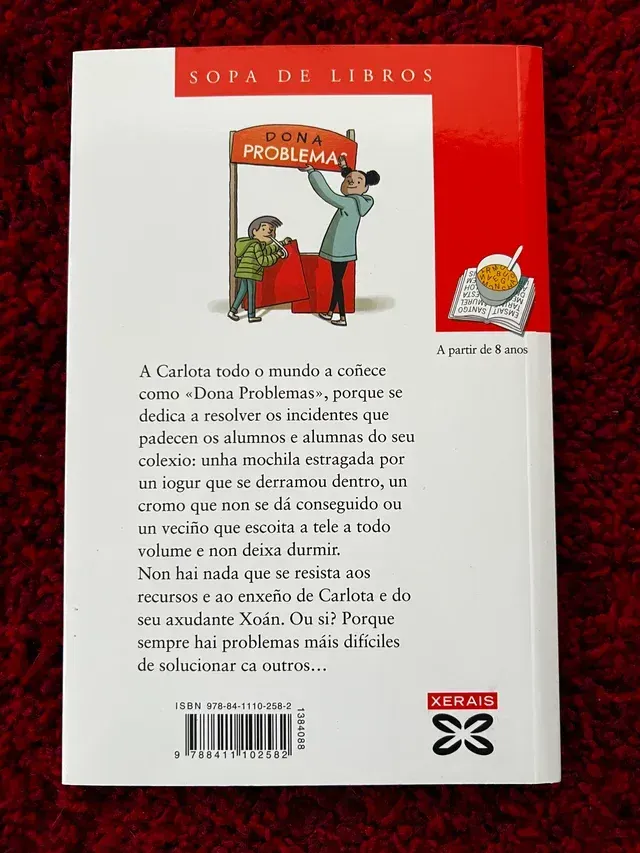 SOPA DE LIBROS
DONA
PROBLEMAS
A partir de 8 anos
A Carlota todo o mundo a coñece
como «Dona Problemas», porque se
dedica a resolver os incidentes que
padecen os alumnos e alumnas do seu
colexio: unha mochila estragada por
un iogur que se derramou dentro, un
cromo que non se dá conseguido ou
un veciño que escoita a tele a todo
volume e non deixa durmir.
Non hai nada que se resista aos
recursos e ao enxeño de Carlota e do
seu axudante Xoán. Ou si? Porque
sempre hai problemas máis difíciles
de solucionar ca outros…
ISBN 978-84-1110-258-2
1384088
9 788411 102582
XERAIS